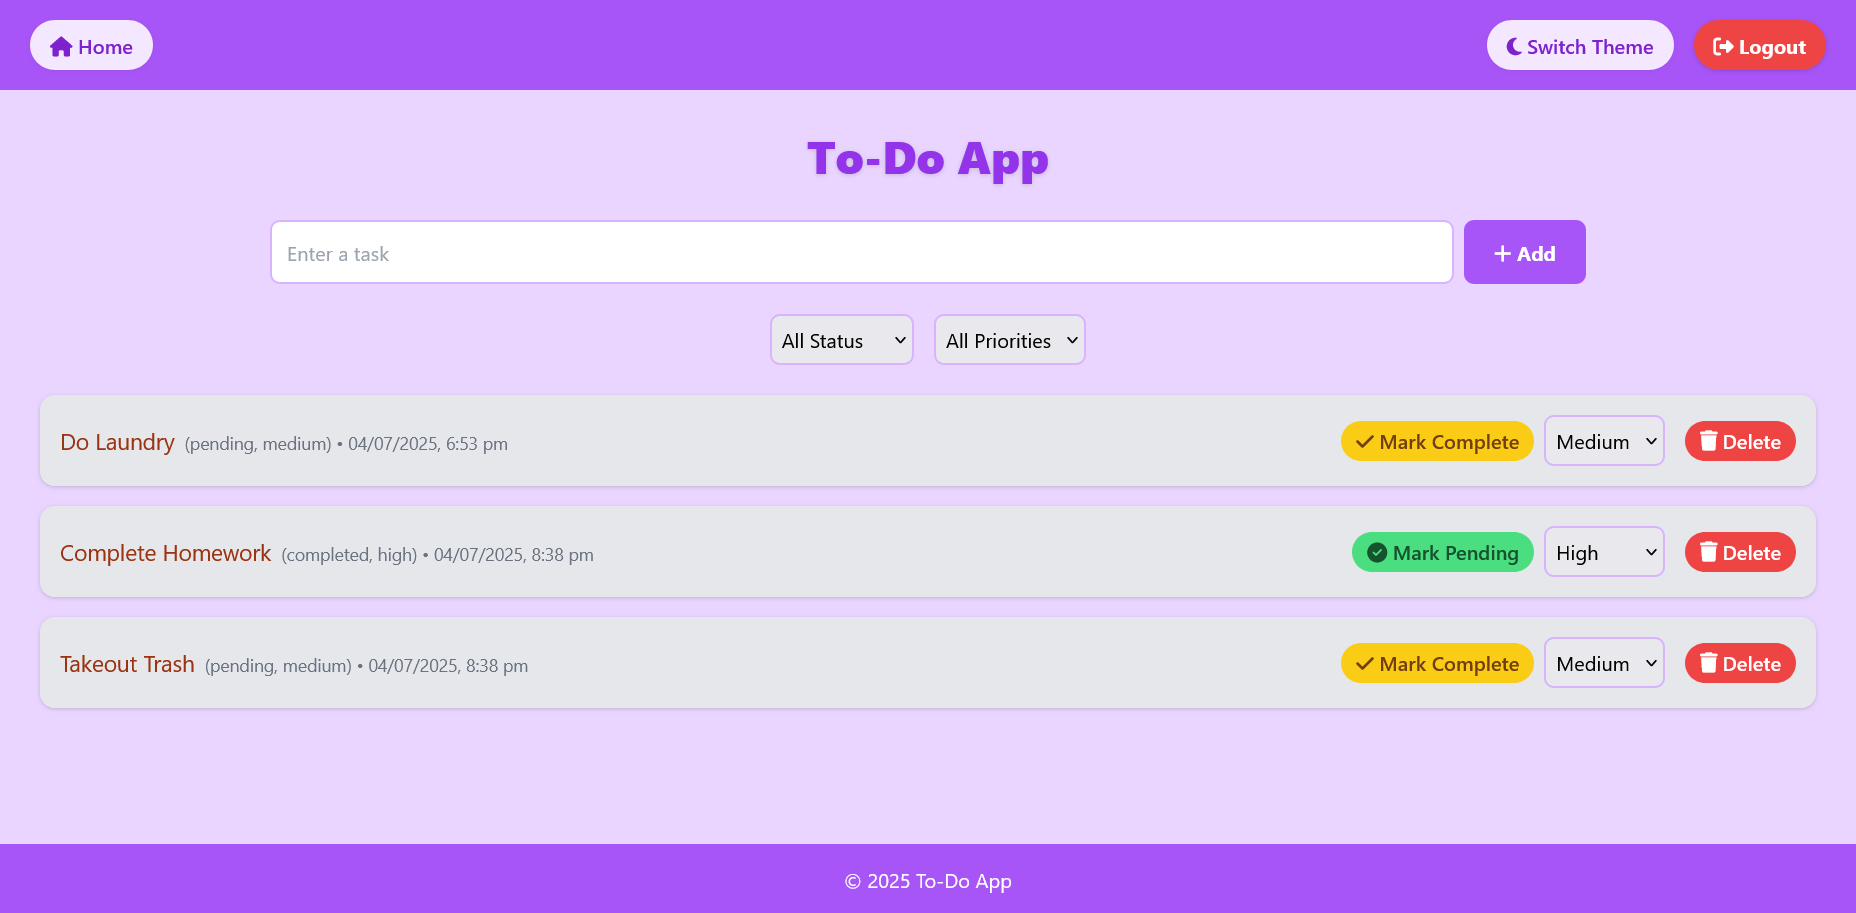 Home Switch Theme Logout
To-Do App
Enter a task Add
All Status All Priorities
Do Laundry (pending, medium) • 04/07/2025, 6:53 pm Mark Complete Medium Delete
Complete Homework (completed, high) • 04/07/2025, 8:38 pm Mark Pending High Delete
Takeout Trash (pending, medium) • 04/07/2025, 8:38 pm Mark Complete Medium Delete
© 2025 To-Do App